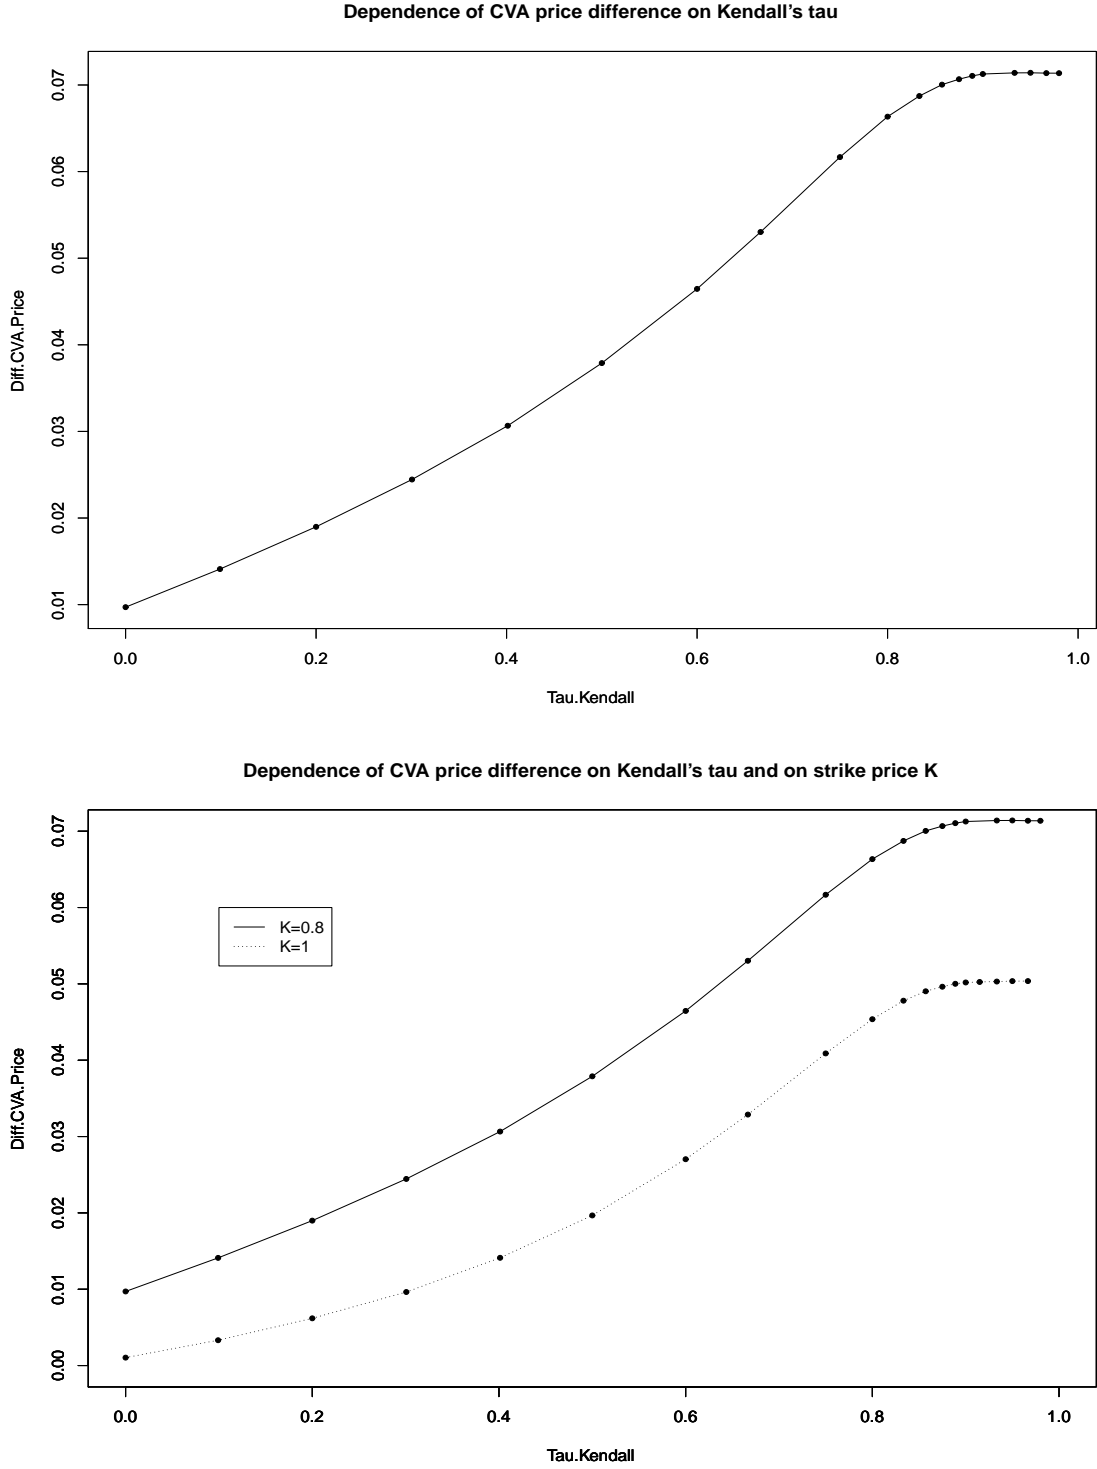 Dependence of CVA price difference on Kendall's tau
0.07
0.06
0.05
0.04
0.03
0.02
0.01
Diff.CVA.Price
0.0 0.2 0.4 0.6 0.8 1.0
Tau.Kendall
Dependence of CVA price difference on Kendall's tau and on strike price K
0.07
0.06
0.05
0.04
0.03
0.02
0.01
0.00
Diff.CVA.Price
K=0.8
K=1
0.0 0.2 0.4 0.6 0.8 1.0
Tau.Kendall